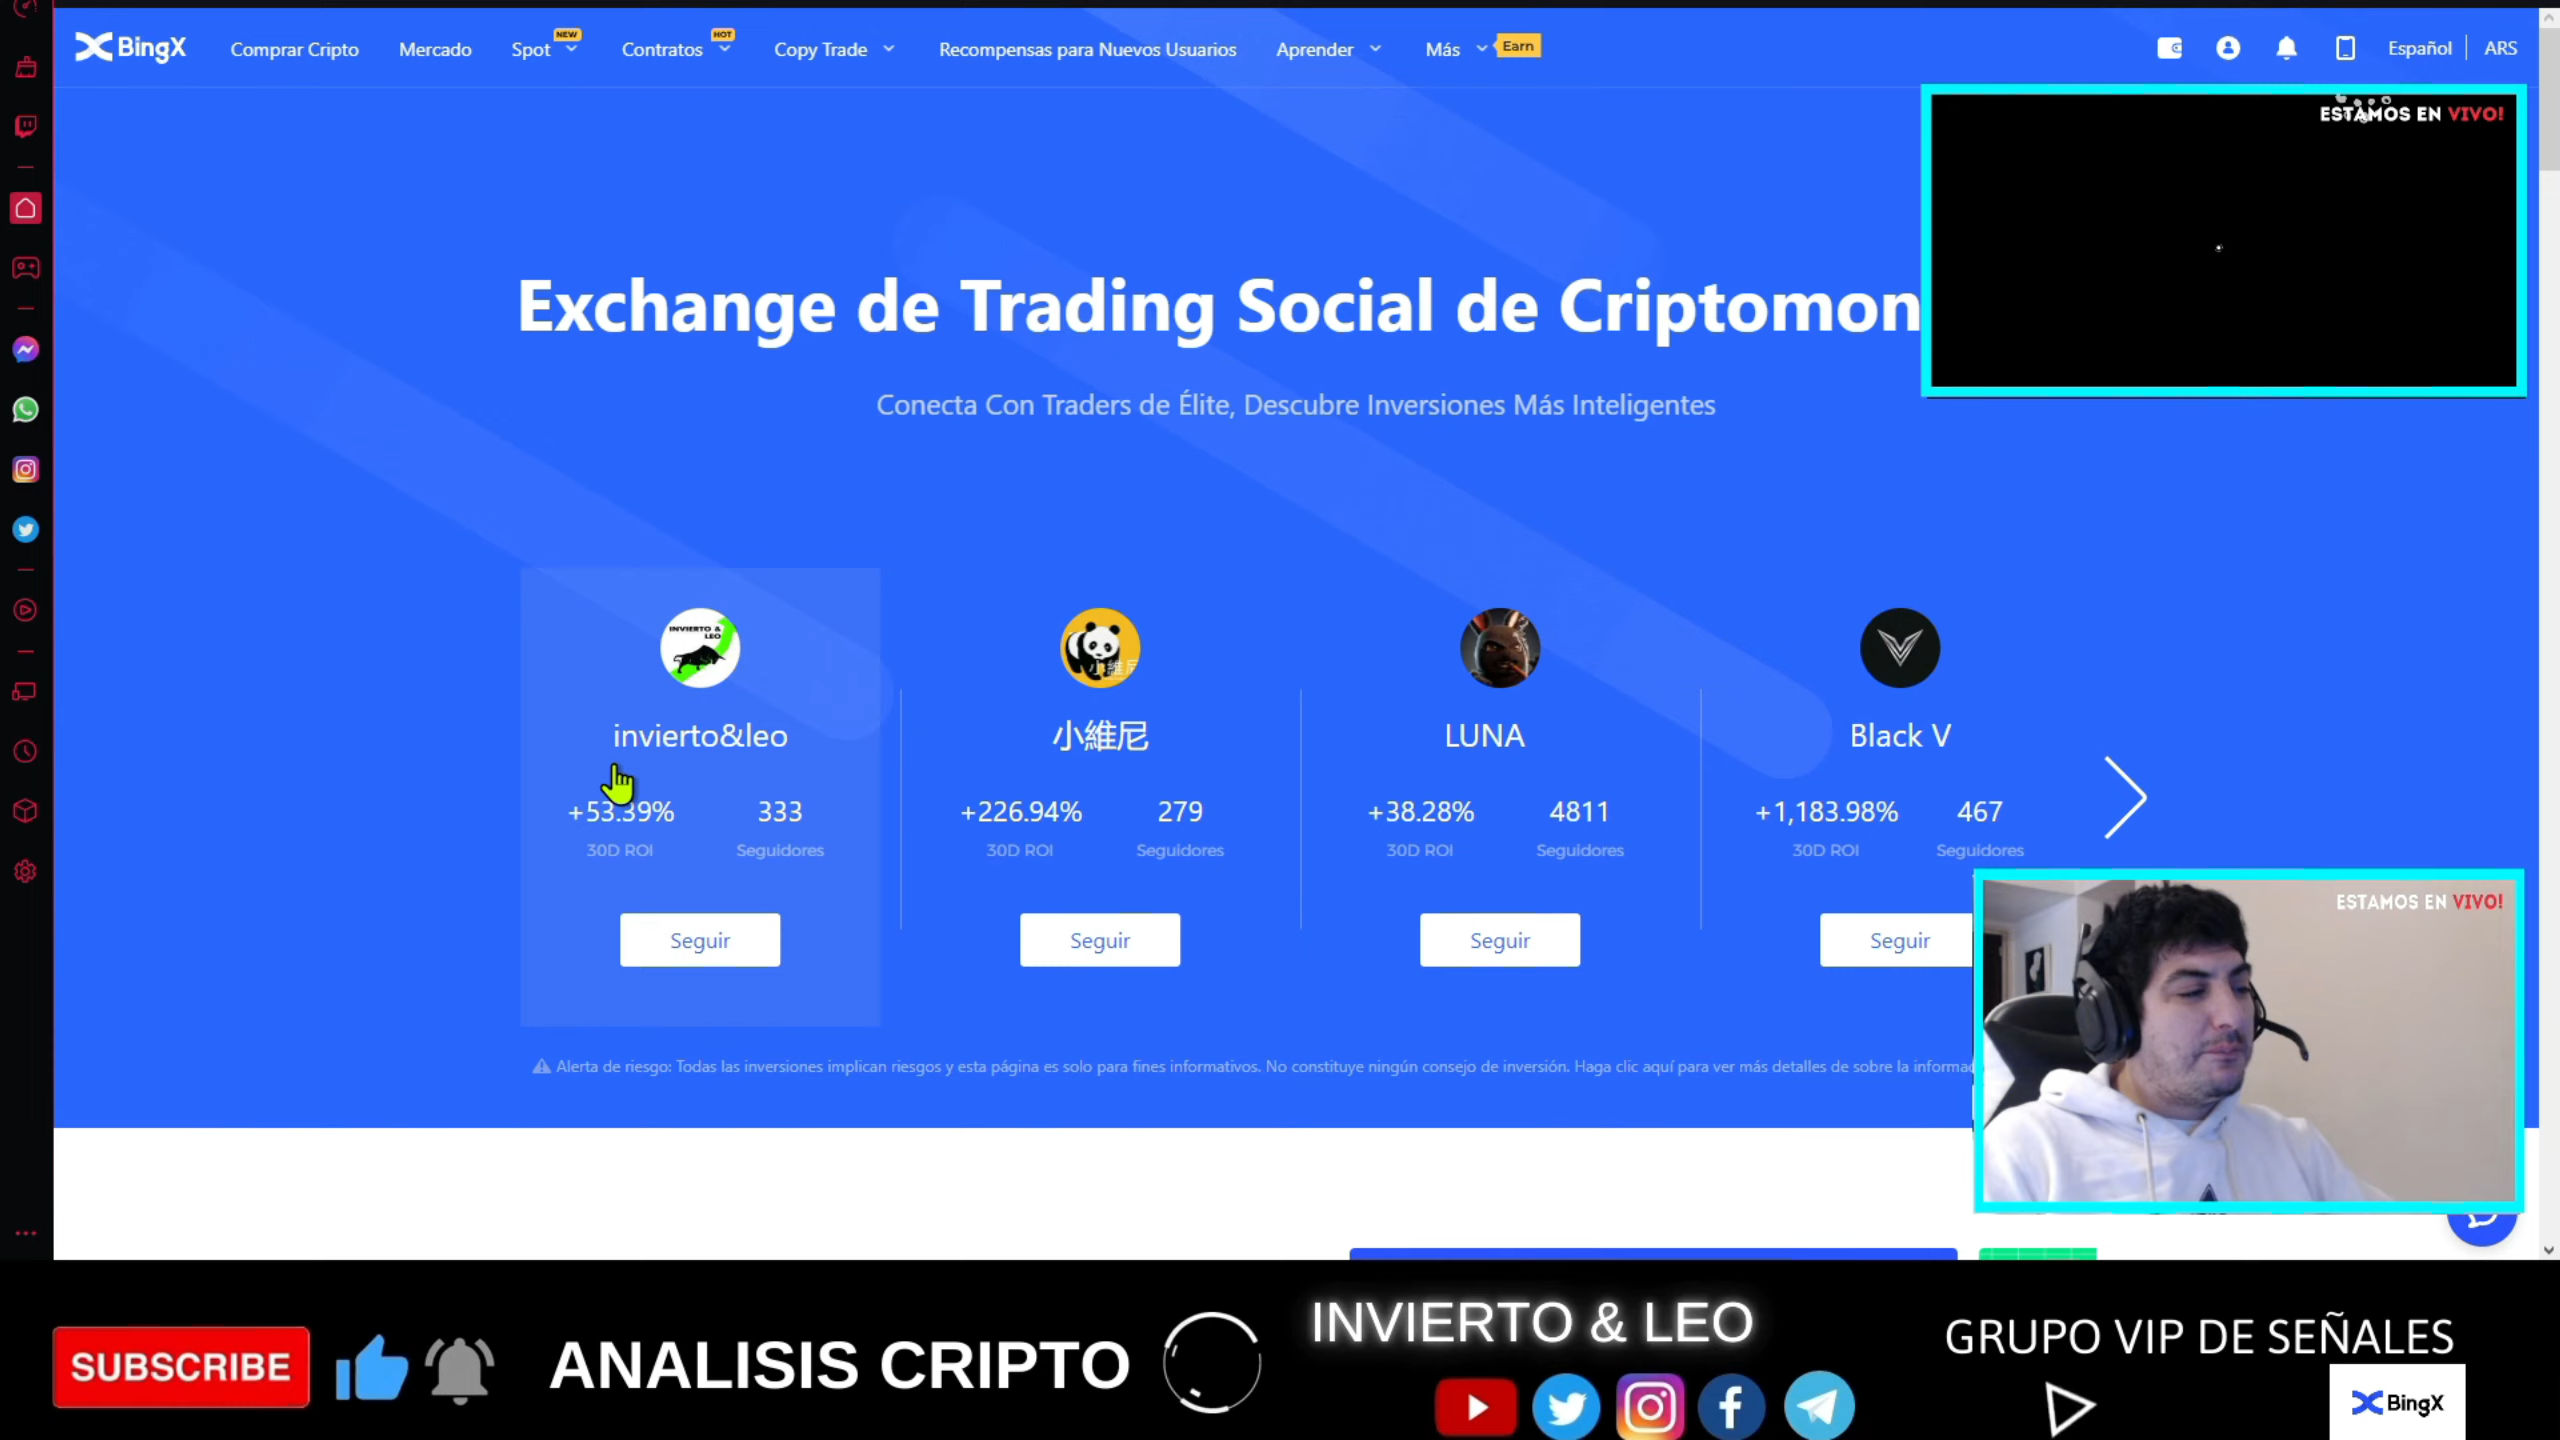 BingX
Comprar Cripto
Mercado
Spot
NEW
Contratos
HOT
Copy Trade
Recompensas para Nuevos Usuarios
Aprender
Más
Earn
Español
ARS
ESTAMOS EN VIVO!
Exchange de Trading Social de Criptomon
Conecta Con Traders de Élite, Descubre Inversiones Más Inteligentes
INVIERTO & LEO
小維尼
invierto&leo
小維尼
LUNA
Black V
+53.39%
333
+226.94%
279
+38.28%
4811
+1,183.98%
467
30D ROI
Seguidores
30D ROI
Seguidores
30D ROI
Seguidores
30D ROI
Seguidores
ESTAMOS EN VIVO!
Seguir
Seguir
Seguir
Seguir
Alerta de riesgo: Todas las inversiones implican riesgos y esta página es solo para fines informativos. No constituye ningún consejo de inversión. Haga clic aquí para ver más detalles de sobre la informac
SUBSCRIBE
ANALISIS CRIPTO
INVIERTO & LEO
GRUPO VIP DE SEÑALES
BingX